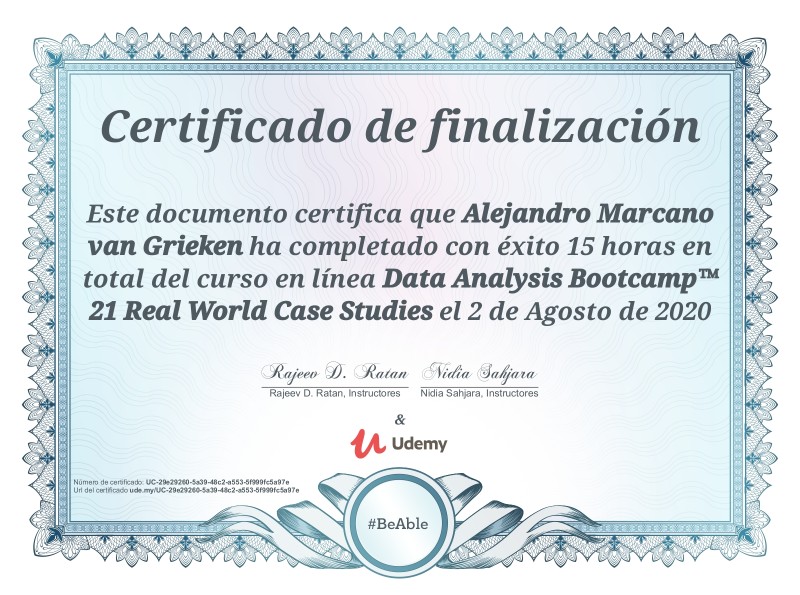 Certificado de finalización
Este documento certifica que Alejandro Marcano
van Grieken ha completado con éxito 15 horas en
total del curso en línea Data Analysis Bootcamp™
21 Real World Case Studies el 2 de Agosto de 2020
Rajeev D. Ratan Nidia Sahjara
Rajeev D. Ratan, Instructores Nidia Sahjara, Instructores
&
Udemy
Número de certificado: UC-29e29260-5a39-48c2-a553-5f999fc5a97e
Url del certificado ude.my/UC-29e29260-5a39-48c2-a553-5f999fc5a97e
#BeAble